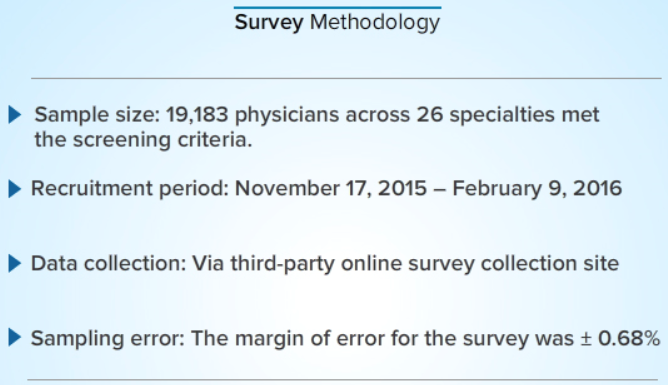 Survey Methodology
Sample size: 19,183 physicians across 26 specialties met
the screening criteria.
Recruitment period: November 17, 2015 – February 9, 2016
Data collection: Via third-party online survey collection site
Sampling error: The margin of error for the survey was ± 0.68%